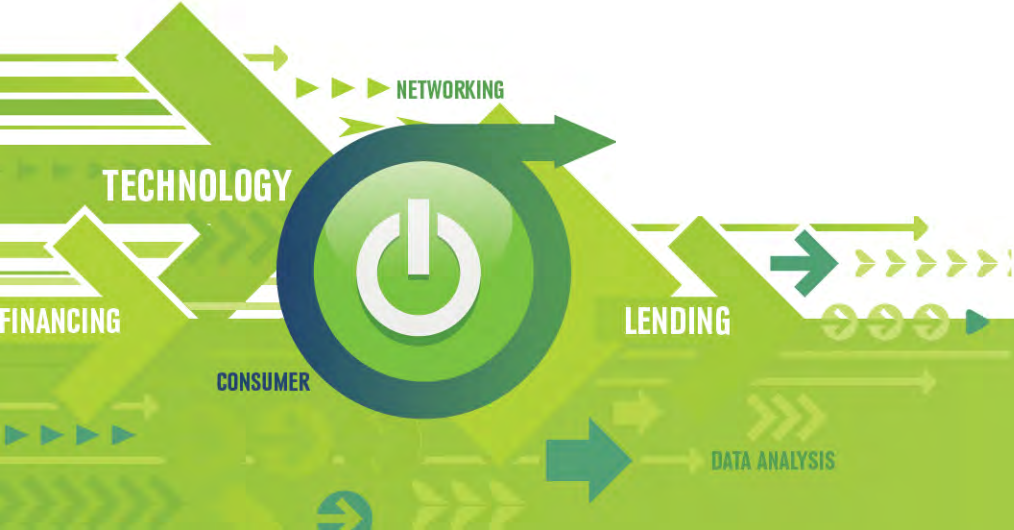 NETWORKING
TECHNOLOGY
FINANCING
LENDING
CONSUMER
DATA ANALYSIS